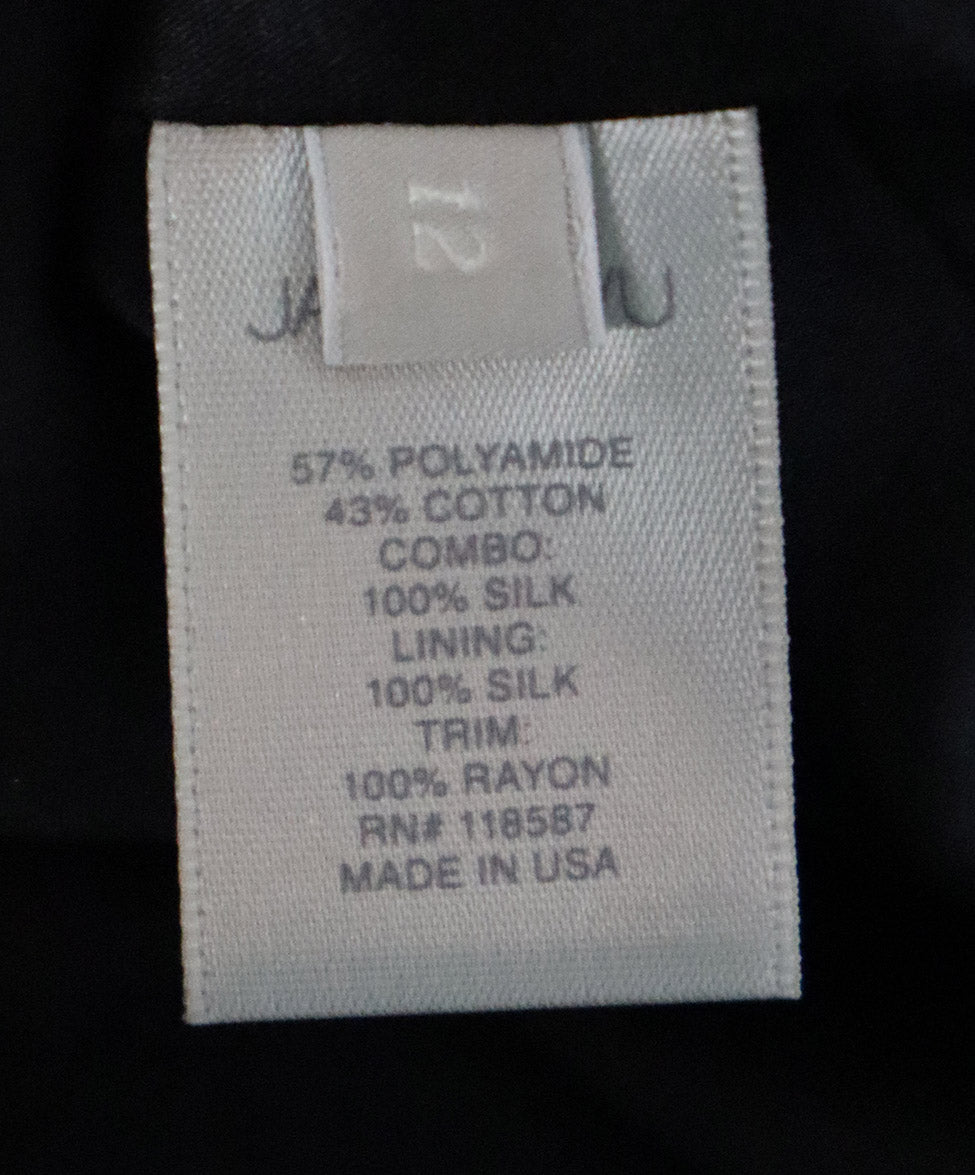 12
57% POLYAMIDE
43% COTTON
COMBO:
100% SILK
LINING:
100% SILK
TRIM:
100% RAYON
RN# 118587
MADE IN USA